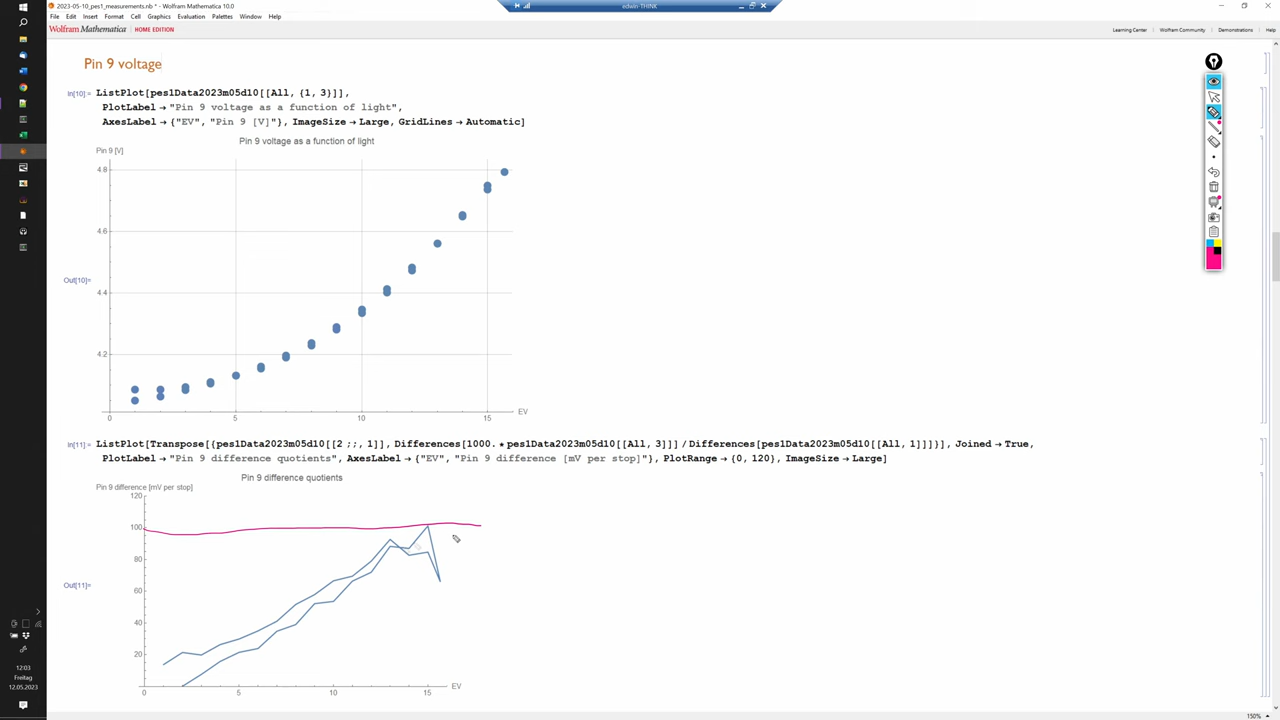 2023-05-10_pes1_measurements.nb * - Wolfram Mathematica 10.0
edwin-THINK
File Edit Insert Format Cell Graphics Evaluation Palettes Window Help
Wolfram Mathematica | HOME EDITION
Learning Center | Wolfram Community | Demonstrations | Help
Pin 9 voltage
In[10]:= ListPlot[pes1Data2023m05d10[[All, {1, 3}]],
PlotLabel → "Pin 9 voltage as a function of light",
AxesLabel → {"EV", "Pin 9 [V]"}, ImageSize → Large, GridLines → Automatic]
Pin 9 voltage as a function of light
Pin 9 [V]
4.8
4.6
Out[10]=
4.4
4.2
0 5 10 15 EV
In[11]:= ListPlot[Transpose[{pes1Data2023m05d10[[2 ;;, 1]], Differences[1000. * pes1Data2023m05d10[[All, 3]]] / Differences[pes1Data2023m05d10[[All, 1]]]}], Joined → True,
PlotLabel → "Pin 9 difference quotients", AxesLabel → {"EV", "Pin 9 difference [mV per stop]"}, PlotRange → {0, 120}, ImageSize → Large]
Pin 9 difference quotients
Pin 9 difference [mV per stop]
120
100
80
Out[11]=
60
40
20
0 5 10 15 EV
12:03
Freitag
12.05.2023
150%